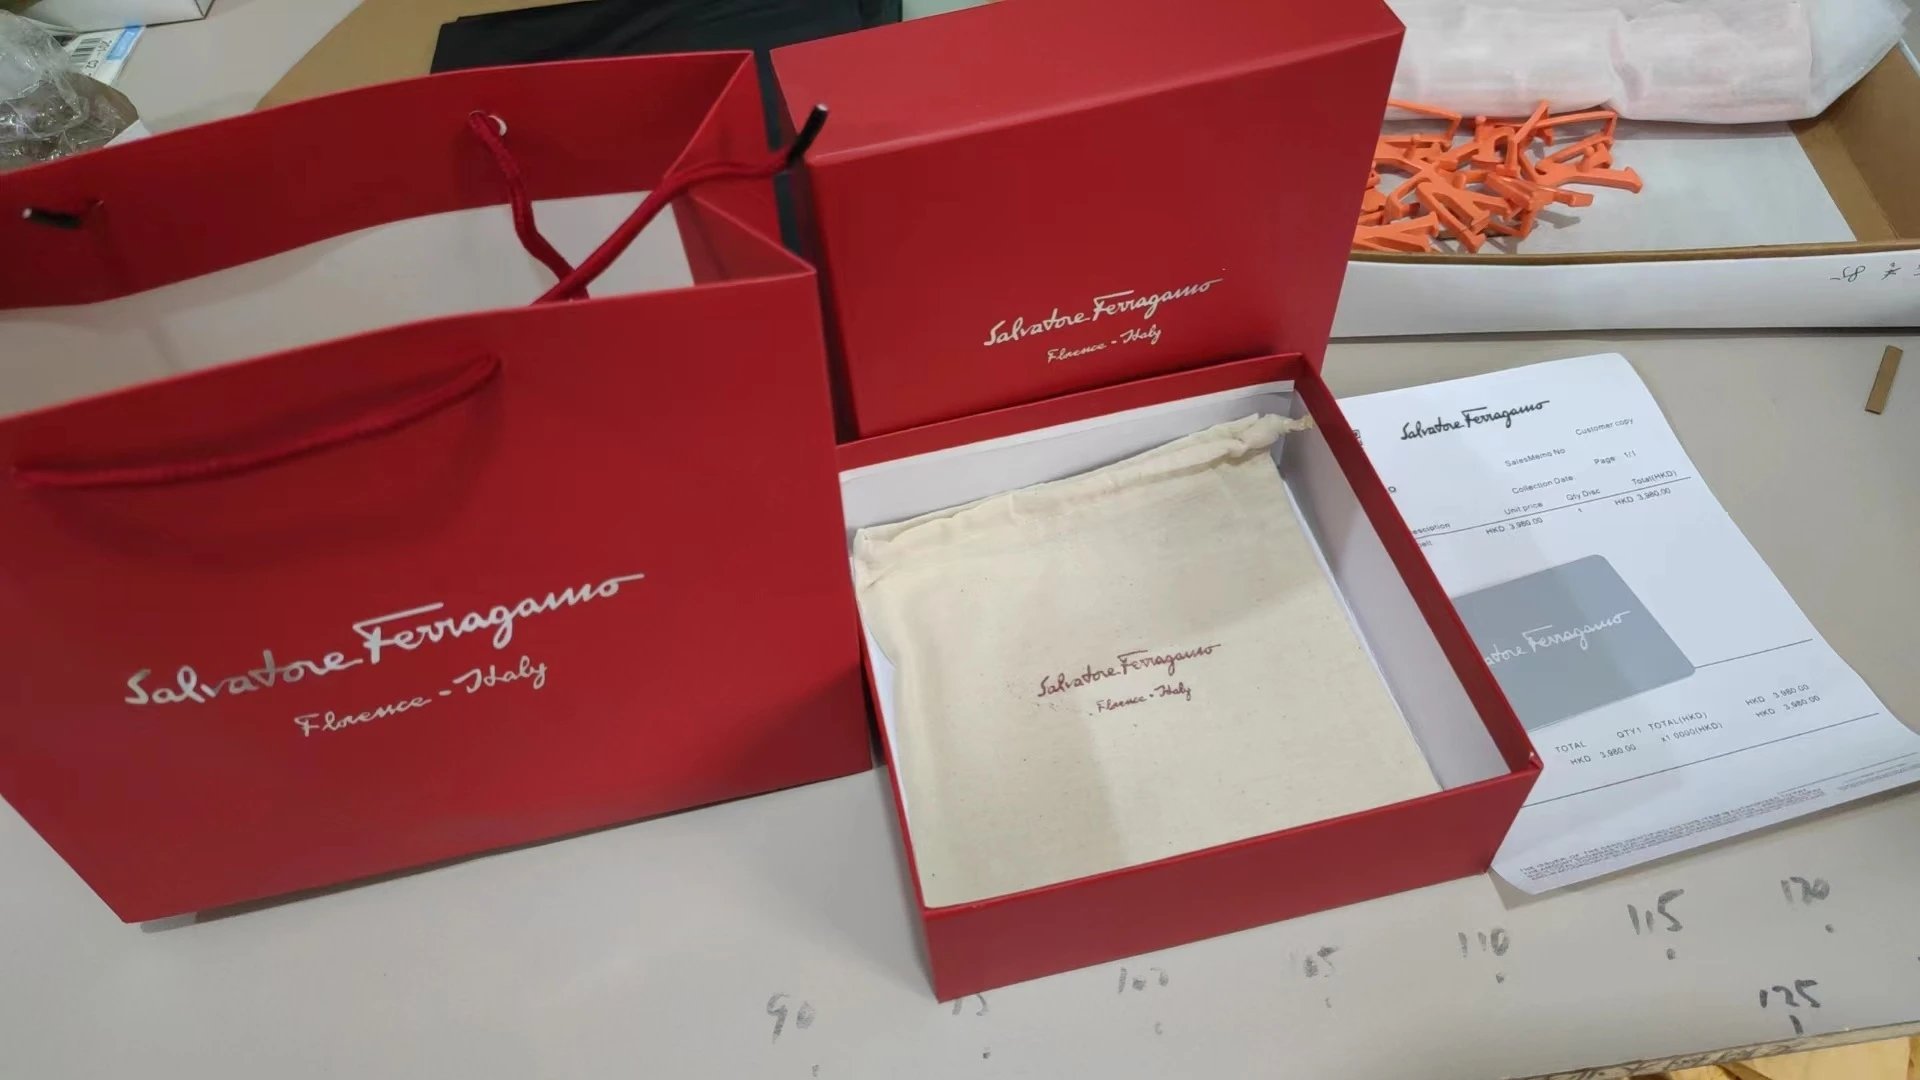 Salvatore Ferragamo
Florence - Italy
Salvatore Ferragamo
Florence - Italy
Salvatore Ferragamo
Florence - Italy
Salvatore Ferragamo
Customer copy
SalesMemo No
Page 1/1
Collection Date
Unit price Qty Disc Total(HKD)
HKD 3,980.00 1 HKD 3,980.00
Ferragamo
TOTAL QTY1 TOTAL(HKD) HKD 3,980.00
HKD 3,980.00 x1.0000(HKD) HKD 3,980.00
90
105
110
115
120
125